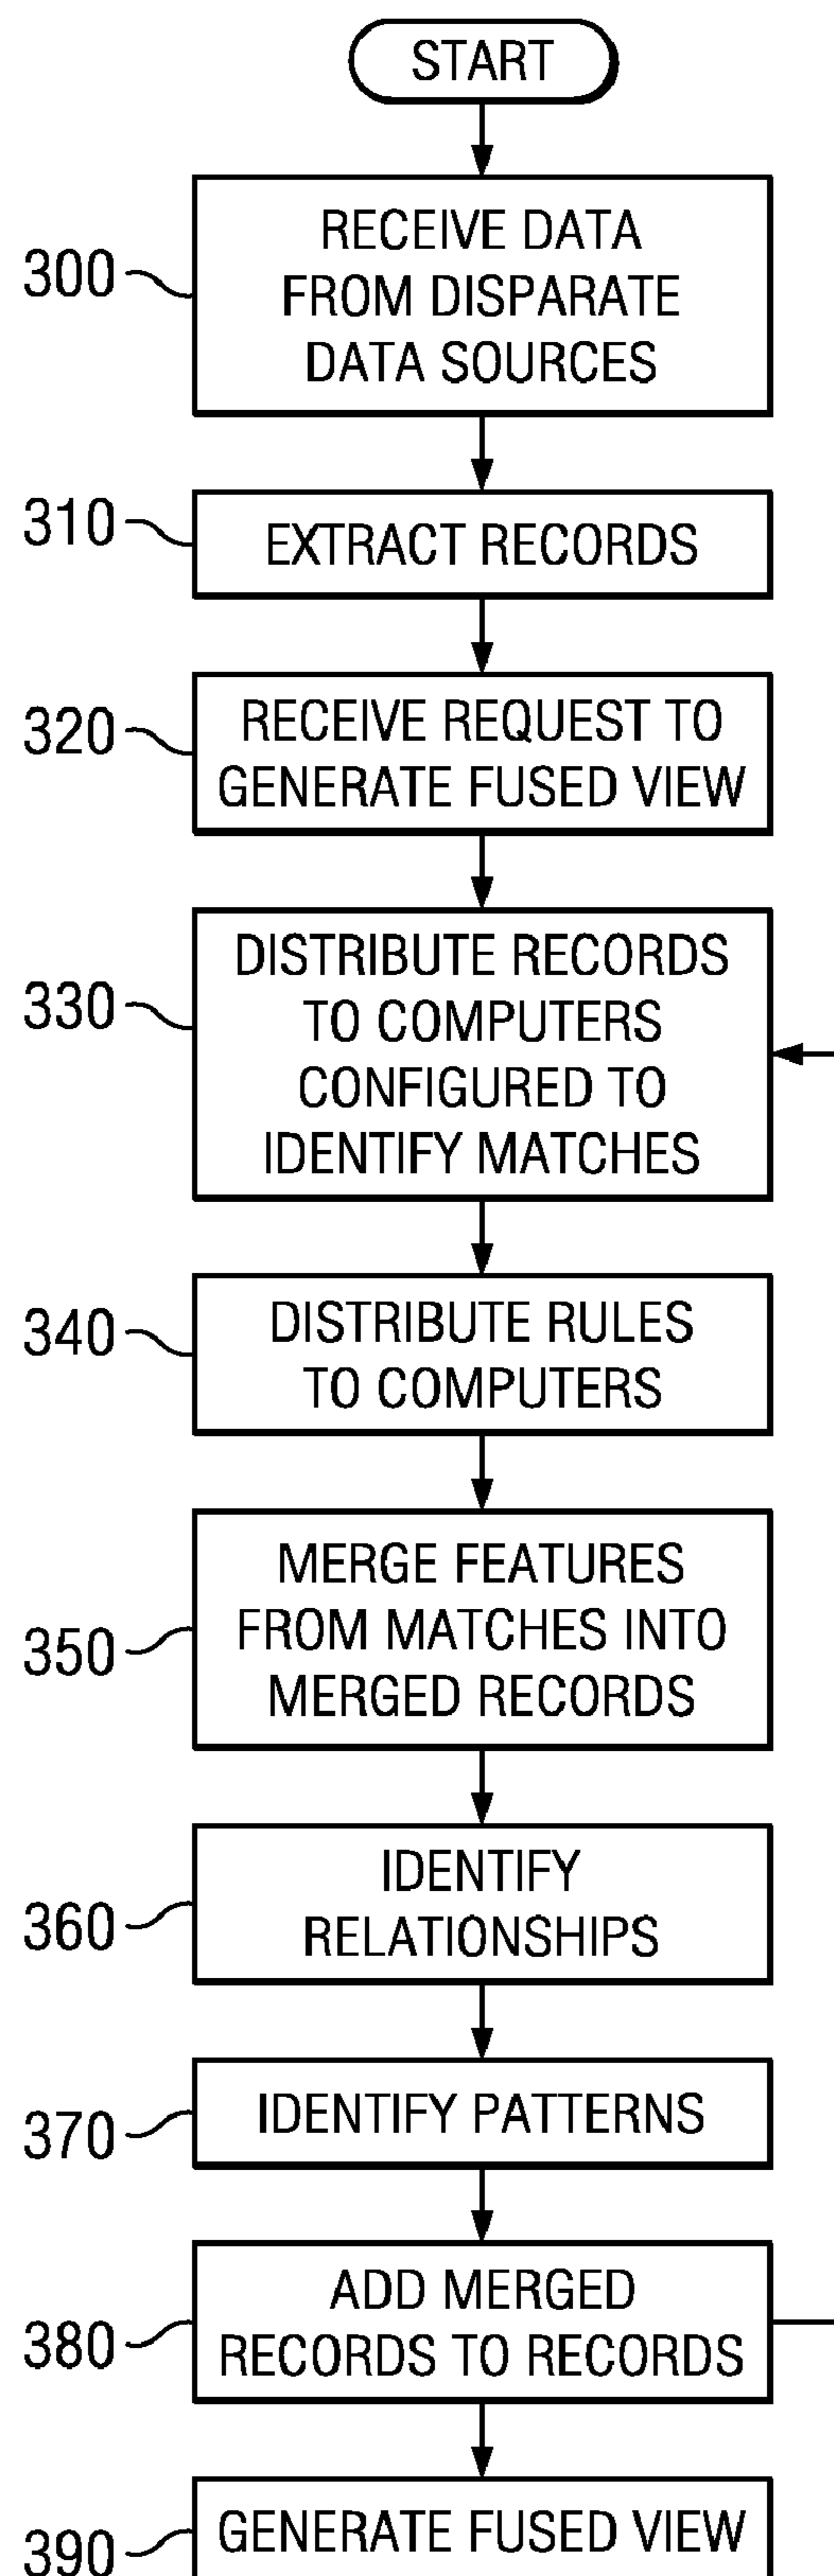 START
300
RECEIVE DATA
FROM DISPARATE
DATA SOURCES
310
EXTRACT RECORDS
320
RECEIVE REQUEST TO
GENERATE FUSED VIEW
330
DISTRIBUTE RECORDS
TO COMPUTERS
CONFIGURED TO
IDENTIFY MATCHES
340
DISTRIBUTE RULES
TO COMPUTERS
350
MERGE FEATURES
FROM MATCHES INTO
MERGED RECORDS
360
IDENTIFY
RELATIONSHIPS
370
IDENTIFY PATTERNS
380
ADD MERGED
RECORDS TO RECORDS
390
GENERATE FUSED VIEW